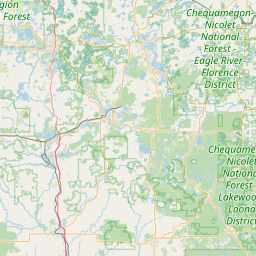 gion
Forest
Chequamegon-
Nicolet
National
Forest -
Eagle River-
Florence
District
Chequame
Nicolet
National
Forest -
Lakewoo
Laona
District